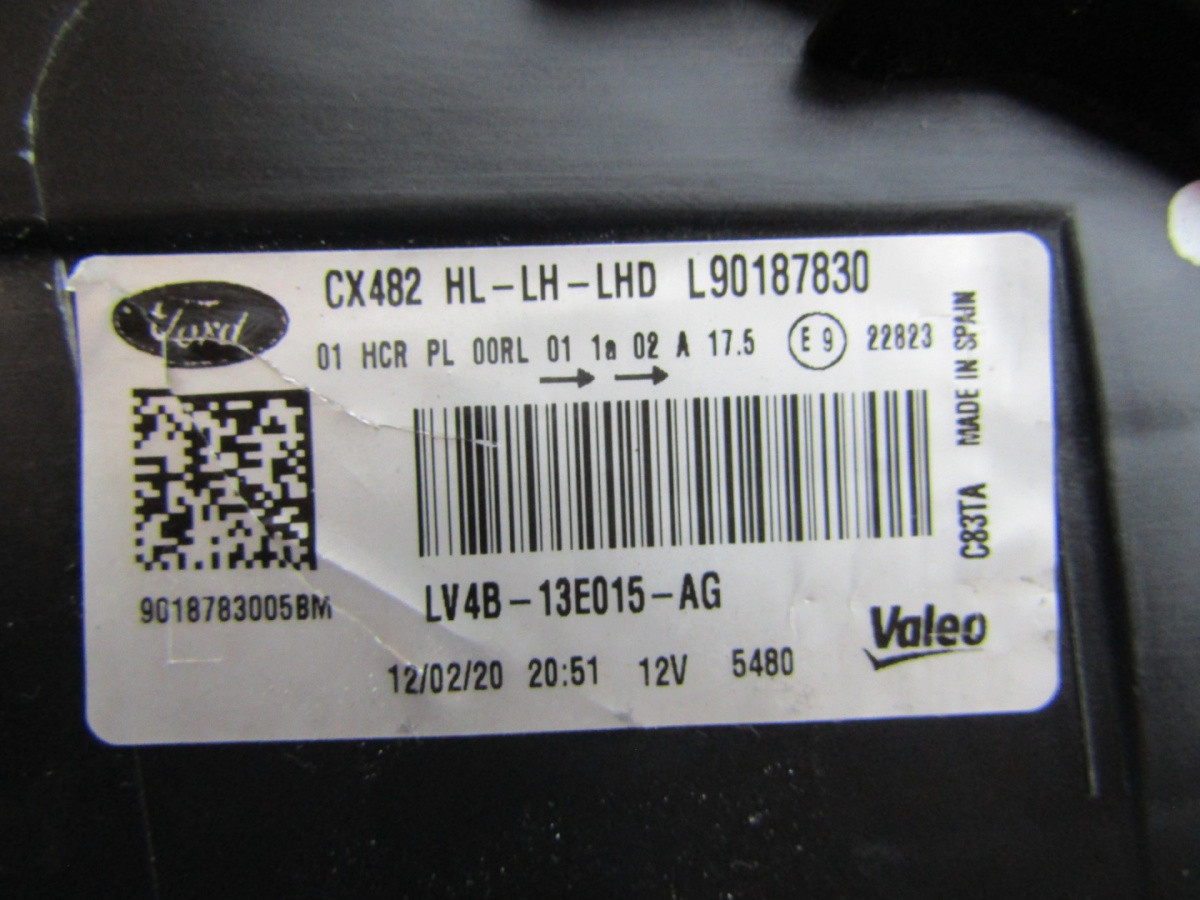 Ford
CX482 HL-LH-LHD L90187830
01 HCR PL 00RL 01 1a 02 A 17.5 E 9 22823
→ →
9018783005BM
LV4B-13E015-AG
12/02/20 20:51 12V 5480
Valeo
C83TA MADE IN SPAIN